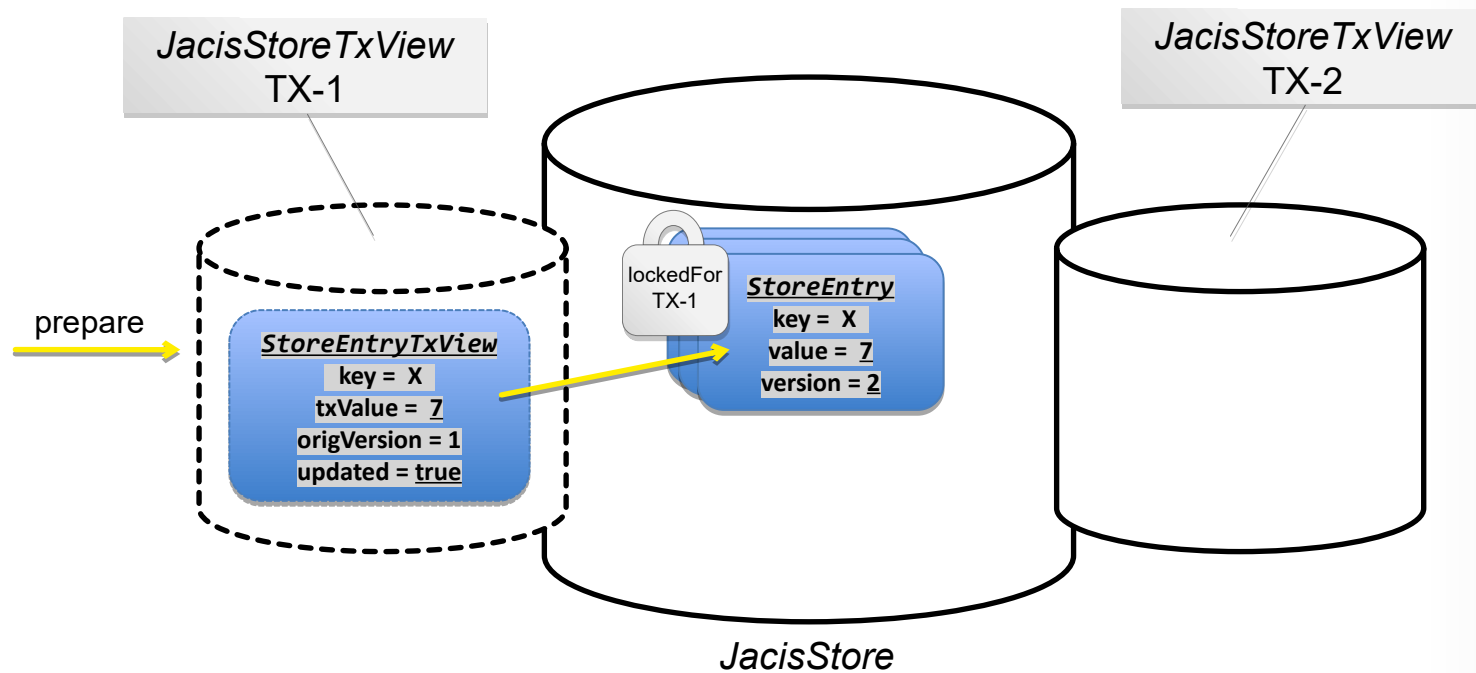 JacisStoreTxView
TX-1
JacisStoreTxView
TX-2
prepare
StoreEntryTxView
key = X
txValue = 7
origVersion = 1
updated = true
lockedFor
TX-1
StoreEntry
key = X
value = 7
version = 2
JacisStore